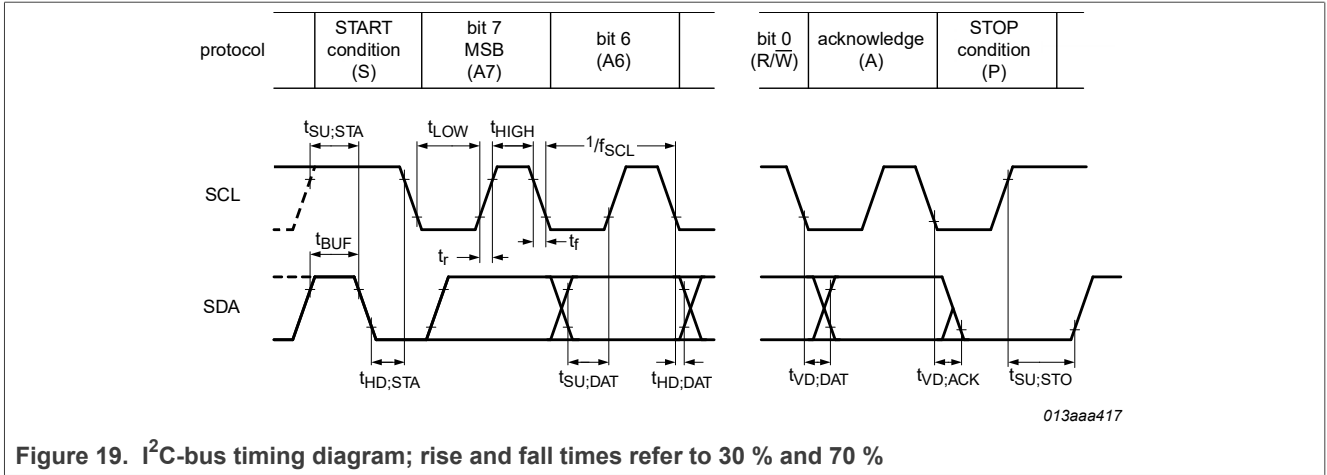 protocol
START
condition
(S)
bit 7
MSB
(A7)
bit 6
(A6)
bit 0
(R/W̅)
acknowledge
(A)
STOP
condition
(P)
tSU;STA
tLOW
tHIGH
1/fSCL
SCL
tBUF
tr
tf
SDA
tHD;STA
tSU;DAT
tHD;DAT
tVD;DAT
tVD;ACK
tSU;STO
013aaa417
Figure 19. I²C-bus timing diagram; rise and fall times refer to 30 % and 70 %